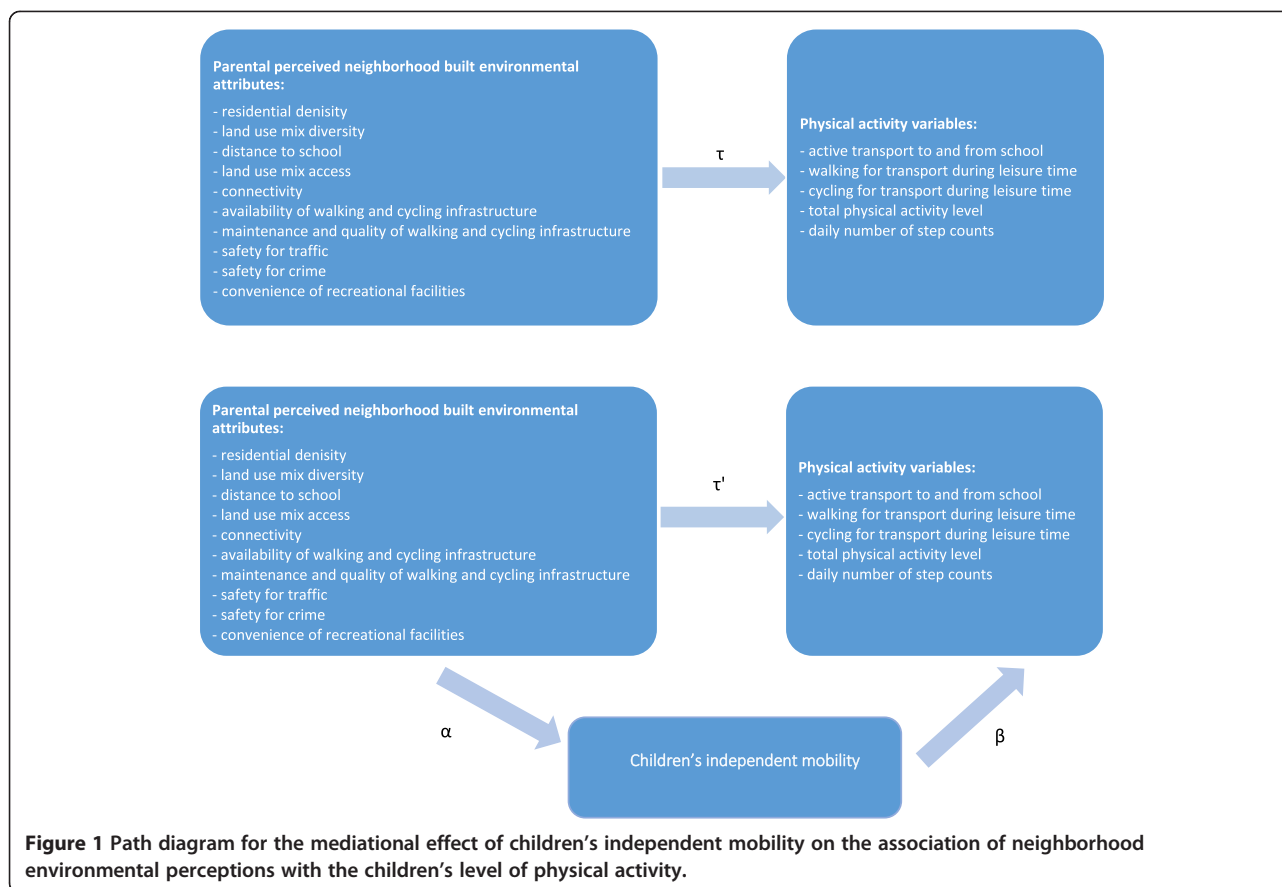 Parental perceived neighborhood built environmental
attributes:
- residential denisity
- land use mix diversity
- distance to school
- land use mix access
- connectivity
- availability of walking and cycling infrastructure
- maintenance and quality of walking and cycling infrastructure
- safety for traffic
- safety for crime
- convenience of recreational facilities
τ
Physical activity variables:
- active transport to and from school
- walking for transport during leisure time
- cycling for transport during leisure time
- total physical activity level
- daily number of step counts
Parental perceived neighborhood built environmental
attributes:
- residential denisity
- land use mix diversity
- distance to school
- land use mix access
- connectivity
- availability of walking and cycling infrastructure
- maintenance and quality of walking and cycling infrastructure
- safety for traffic
- safety for crime
- convenience of recreational facilities
τ'
Physical activity variables:
- active transport to and from school
- walking for transport during leisure time
- cycling for transport during leisure time
- total physical activity level
- daily number of step counts
α
Children’s independent mobility
β
Figure 1 Path diagram for the mediational effect of children’s independent mobility on the association of neighborhood
environmental perceptions with the children’s level of physical activity.